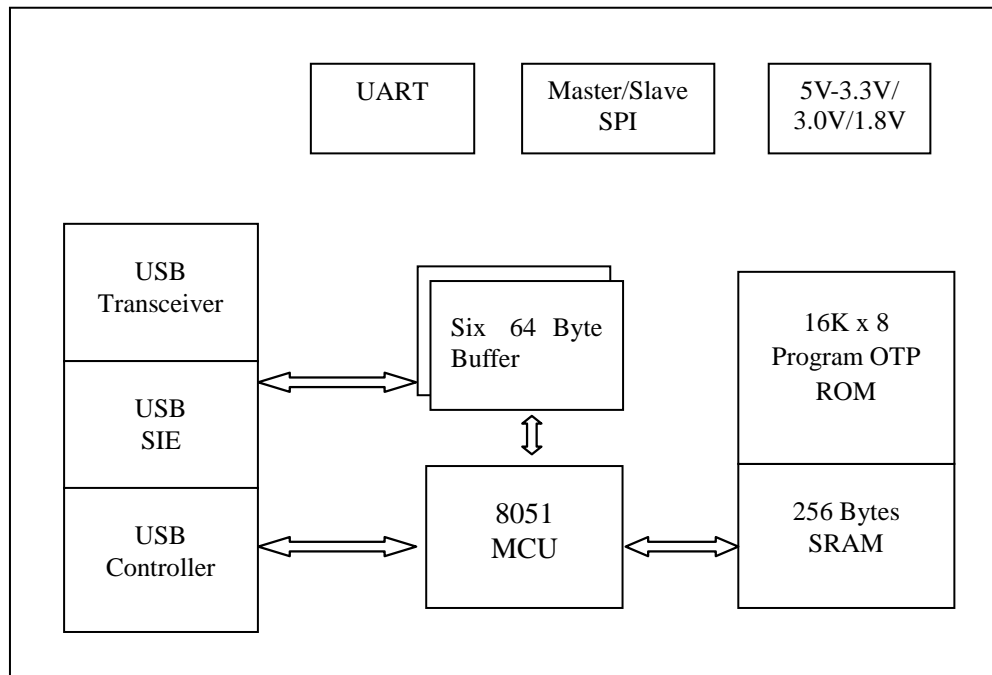 UART
Master/Slave
SPI
5V-3.3V/
3.0V/1.8V
USB
Transceiver
Six 64 Byte
Buffer
16K x 8
Program OTP
ROM
USB
SIE
USB
Controller
8051
MCU
256 Bytes
SRAM